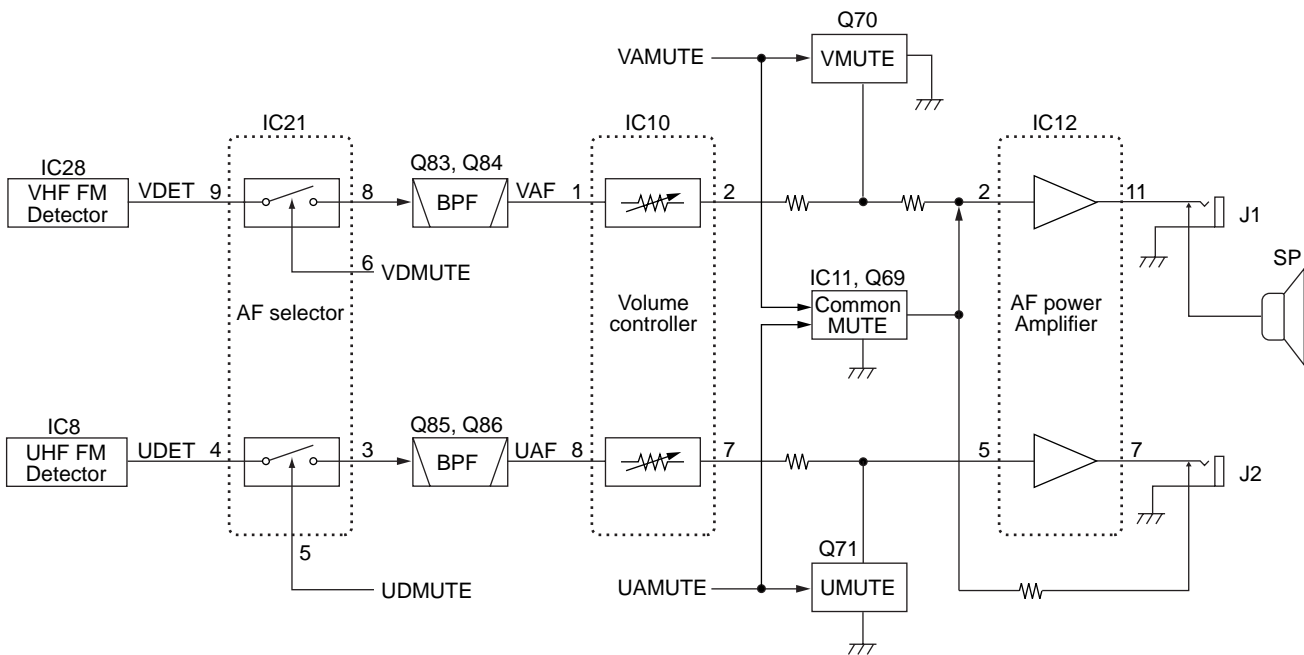 Q70
VAMUTE
VMUTE
IC21
IC10
IC12
IC28
Q83, Q84
VHF FM
Detector
VDET
9
8
BPF
VAF
1
2
2
11
J1
6
VDMUTE
SP
AF selector
Volume
controller
IC11, Q69
Common
MUTE
AF power
Amplifier
IC8
Q85, Q86
UHF FM
Detector
UDET
4
3
BPF
UAF
8
7
5
7
J2
5
Q71
UDMUTE
UAMUTE
UMUTE